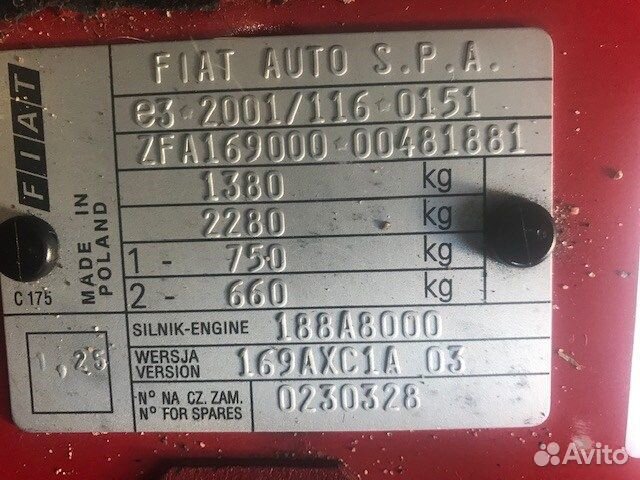 FIAT
FIAT AUTO S.P.A.
e3*2001/116*0151
ZFA169000*00481881
1380 kg
2280 kg
1- 750 kg
2- 660 kg
MADE IN
POLAND
C 175
SILNIK-ENGINE 188A8000
1,25
WERSJA
VERSION 169AXC1A 03
Nº NA CZ. ZAM.
Nº FOR SPARES 0230328
Avito